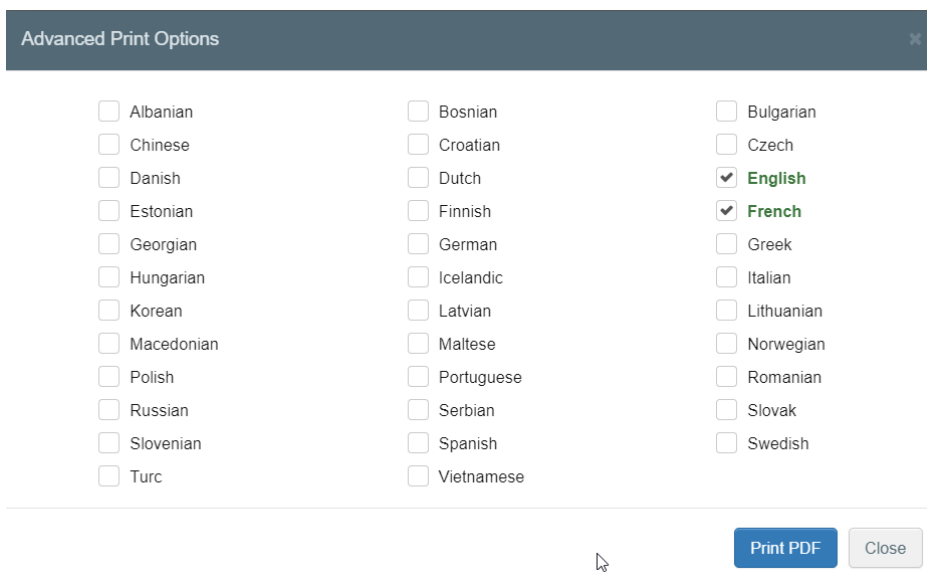 Advanced Print Options
Albanian Bosnian Bulgarian
Chinese Croatian Czech
Danish Dutch English
Estonian Finnish French
Georgian German Greek
Hungarian Icelandic Italian
Korean Latvian Lithuanian
Macedonian Maltese Norwegian
Polish Portuguese Romanian
Russian Serbian Slovak
Slovenian Spanish Swedish
Turc Vietnamese
Print PDF Close